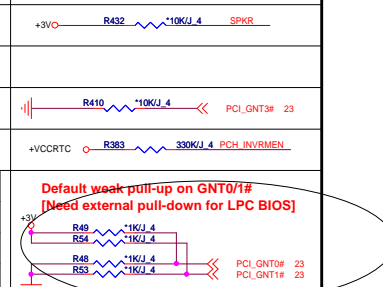 +3V R432 *10K/J_4 SPKR
R410 *10K/J_4 PCI_GNT3# 23
+VCCRTC R383 330K/J_4 PCH_INVRMEN
Default weak pull-up on GNT0/1#
[Need external pull-down for LPC BIOS]
+3V
R49 *1K/J_4
R54 *1K/J_4
R48 *1K/J_4 PCI_GNT0# 23
R53 *1K/J_4 PCI_GNT1# 23